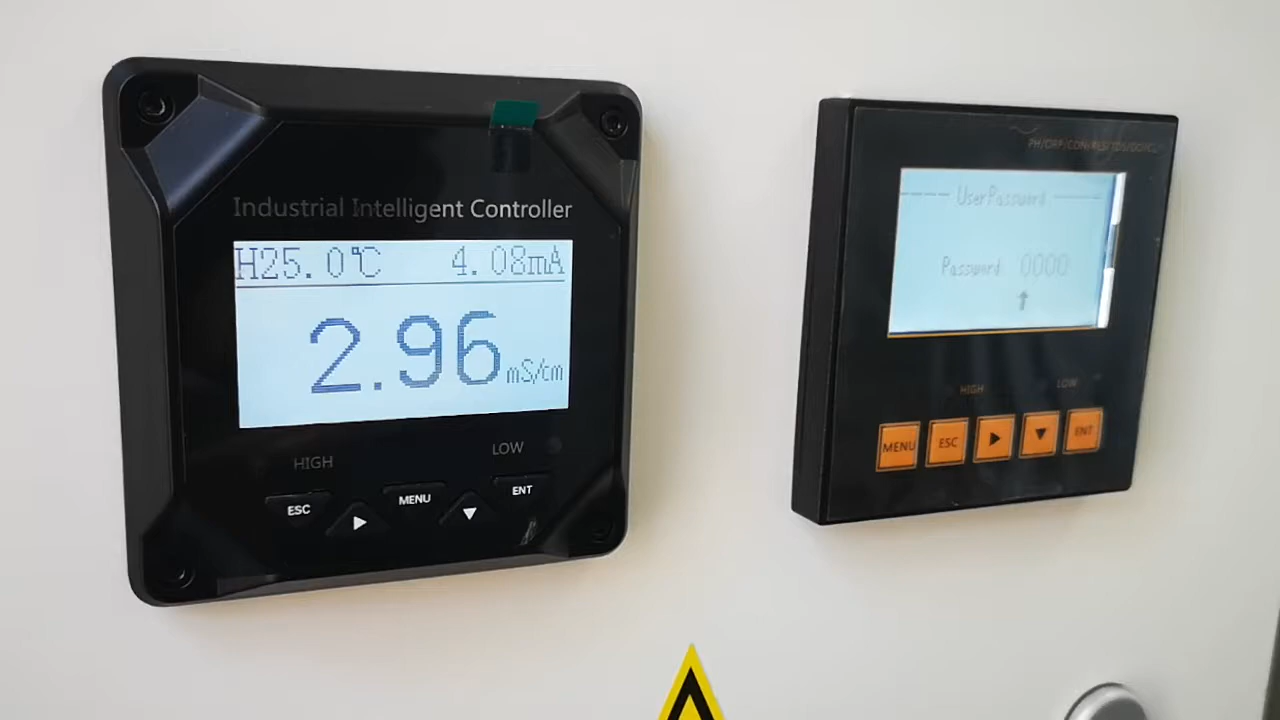 Industrial Intelligent Controller
H25.0℃ 4.08mA
2.96 mS/cm
HIGH LOW
ESC MENU ENT
PH/ORP/CON/RES/TDS/DO/C
UserPassword
Password 0000
HIGH LOW
MENU ESC ENT